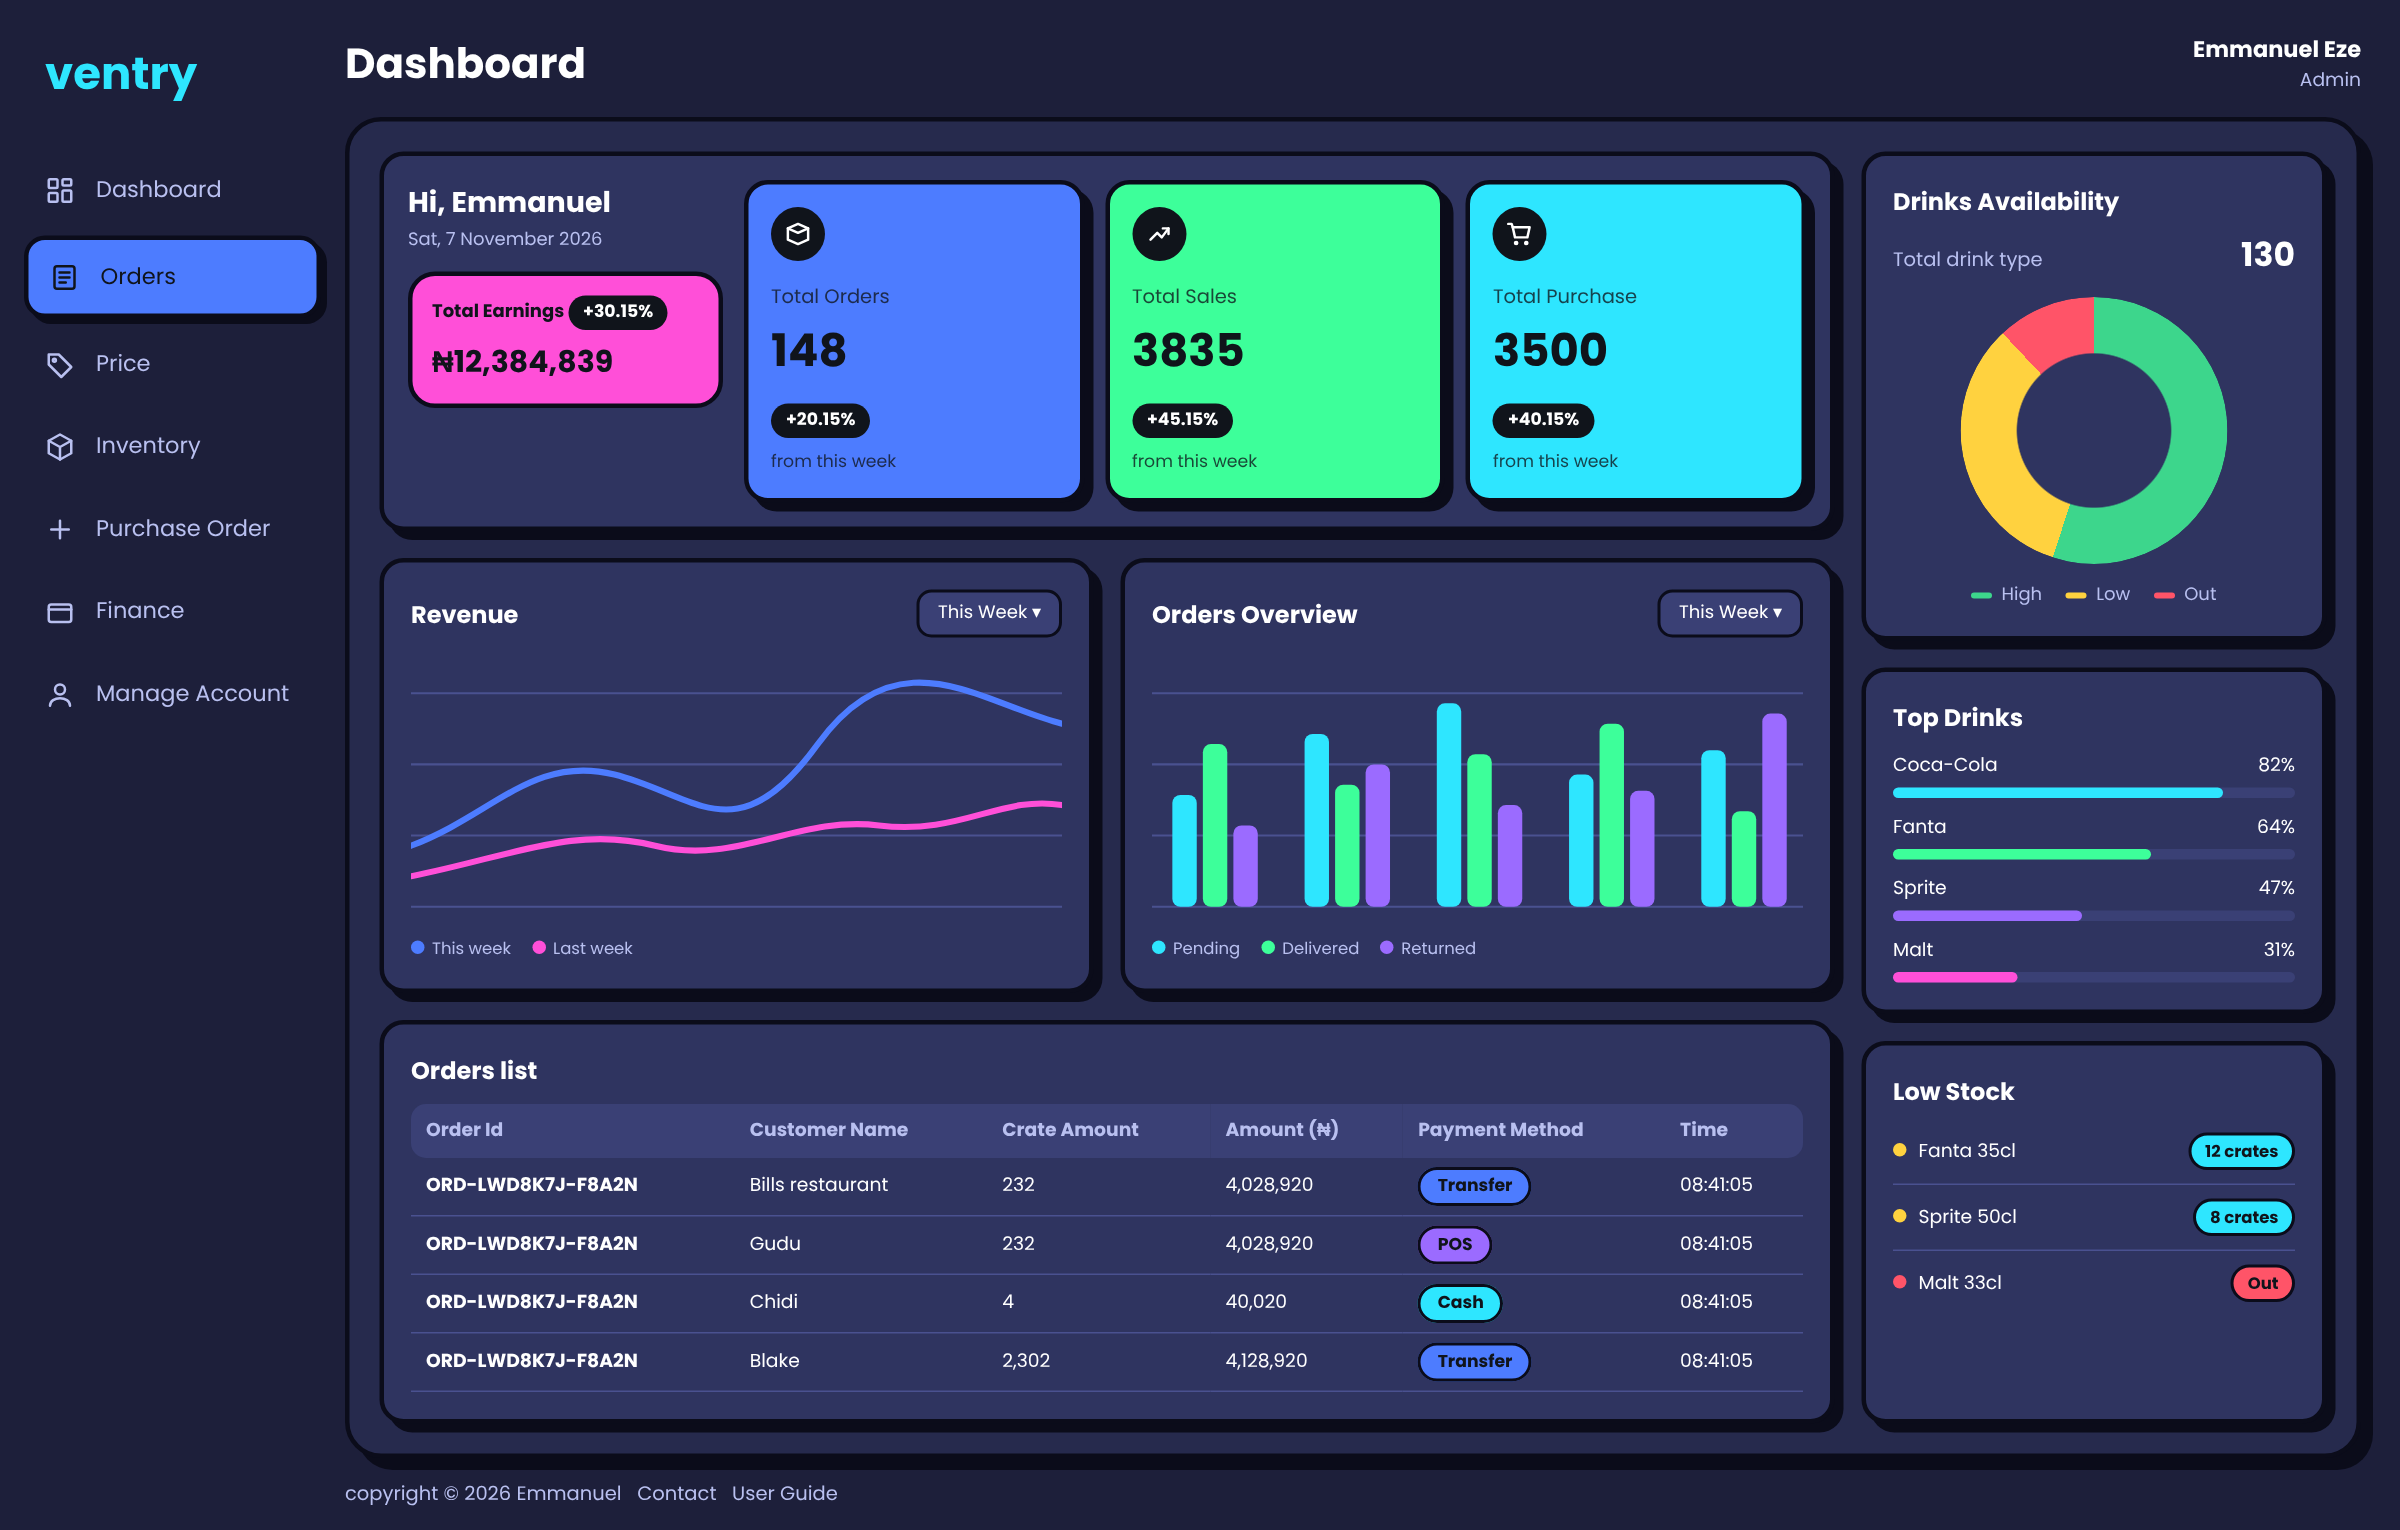 ventry
Dashboard
Orders
Price
Inventory
Purchase Order
Finance
Manage Account
Dashboard
Emmanuel Eze
Admin
Hi, Emmanuel
Sat, 7 November 2026
Total Earnings +30.15%
₦12,384,839
Total Orders
148
+20.15%
from this week
Total Sales
3835
+45.15%
from this week
Total Purchase
3500
+40.15%
from this week
Revenue
This Week ▾
This week Last week
Orders Overview
This Week ▾
Pending Delivered Returned
Orders list
Order Id Customer Name Crate Amount Amount (₦) Payment Method Time
ORD-LWD8K7J-F8A2N Bills restaurant 232 4,028,920 Transfer 08:41:05
ORD-LWD8K7J-F8A2N Gudu 232 4,028,920 POS 08:41:05
ORD-LWD8K7J-F8A2N Chidi 4 40,020 Cash 08:41:05
ORD-LWD8K7J-F8A2N Blake 2,302 4,128,920 Transfer 08:41:05
Drinks Availability
Total drink type 130
High Low Out
Top Drinks
Coca-Cola 82%
Fanta 64%
Sprite 47%
Malt 31%
Low Stock
Fanta 35cl 12 crates
Sprite 50cl 8 crates
Malt 33cl Out
copyright © 2026 Emmanuel Contact User Guide